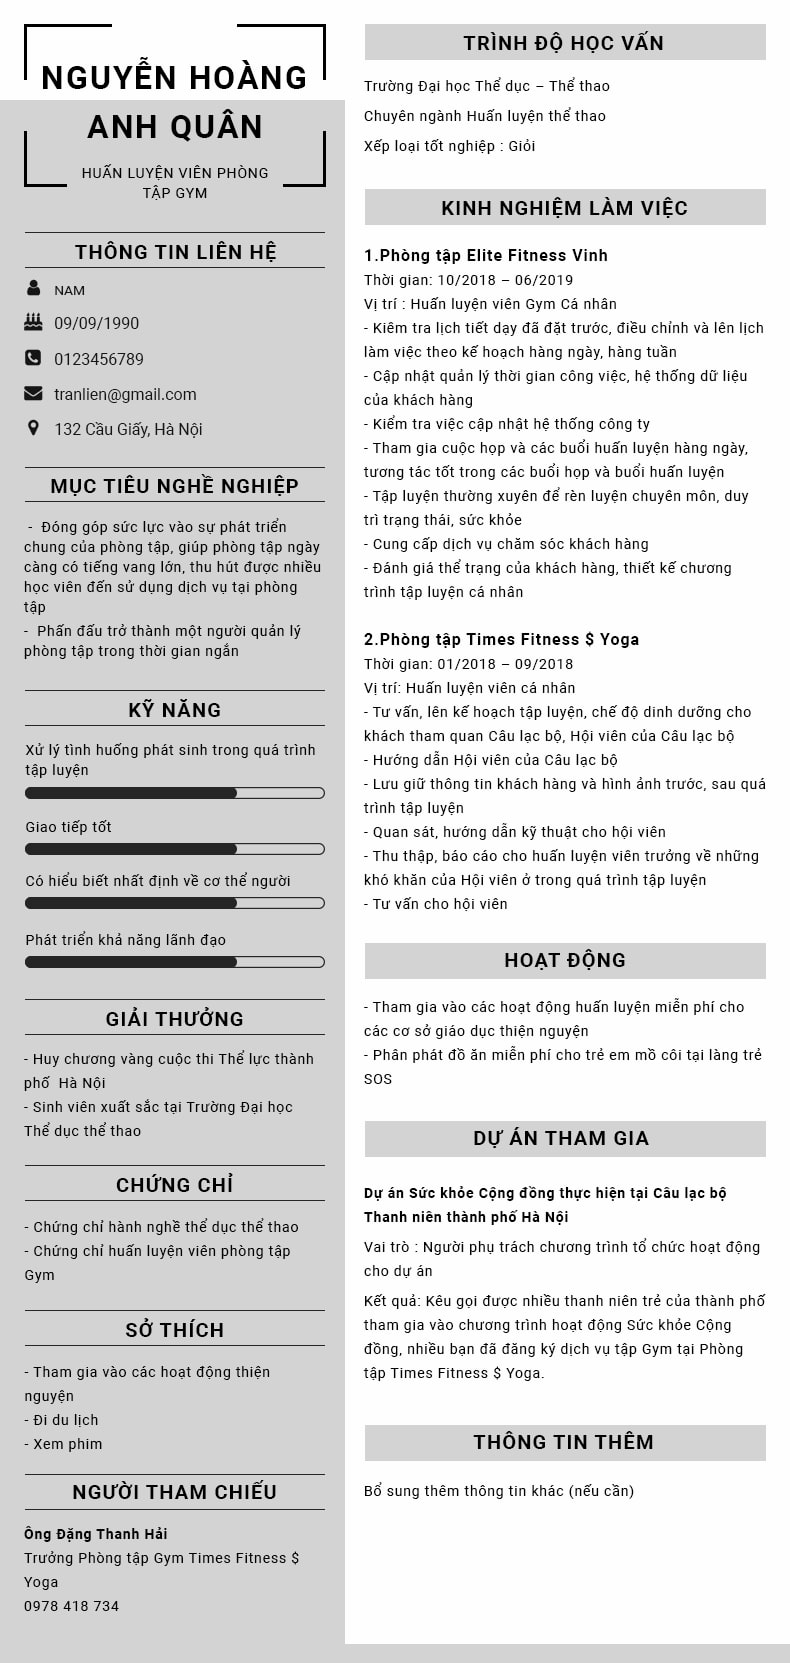 NGUYỄN HOÀNG
ANH QUÂN
HUẤN LUYỆN VIÊN PHÒNG
TẬP GYM
THÔNG TIN LIÊN HỆ
NAM
09/09/1990
0123456789
tranlien@gmail.com
132 Cầu Giấy, Hà Nội
MỤC TIÊU NGHỀ NGHIỆP
- Đóng góp sức lực vào sự phát triển
chung của phòng tập, giúp phòng tập ngày
càng có tiếng vang lớn, thu hút được nhiều
học viên đến sử dụng dịch vụ tại phòng
tập
- Phấn đấu trở thành một người quản lý
phòng tập trong thời gian ngắn
KỸ NĂNG
Xử lý tình huống phát sinh trong quá trình
tập luyện
Giao tiếp tốt
Có hiểu biết nhất định về cơ thể người
Phát triển khả năng lãnh đạo
GIẢI THƯỞNG
- Huy chương vàng cuộc thi Thể lực thành
phố Hà Nội
- Sinh viên xuất sắc tại Trường Đại học
Thể dục thể thao
CHỨNG CHỈ
- Chứng chỉ hành nghề thể dục thể thao
- Chứng chỉ huấn luyện viên phòng tập
Gym
SỞ THÍCH
- Tham gia vào các hoạt động thiện
nguyện
- Đi du lịch
- Xem phim
NGƯỜI THAM CHIẾU
Ông Đặng Thanh Hải
Trưởng Phòng tập Gym Times Fitness $
Yoga
0978 418 734
TRÌNH ĐỘ HỌC VẤN
Trường Đại học Thể dục – Thể thao
Chuyên ngành Huấn luyện thể thao
Xếp loại tốt nghiệp : Giỏi
KINH NGHIỆM LÀM VIỆC
1.Phòng tập Elite Fitness Vinh
Thời gian: 10/2018 – 06/2019
Vị trí : Huấn luyện viên Gym Cá nhân
- Kiêm tra lịch tiết dạy đã đặt trước, điều chỉnh và lên lịch
làm việc theo kế hoạch hàng ngày, hàng tuần
- Cập nhật quản lý thời gian công việc, hệ thống dữ liệu
của khách hàng
- Kiểm tra việc cập nhật hệ thống công ty
- Tham gia cuộc họp và các buổi huấn luyện hàng ngày,
tương tác tốt trong các buổi họp và buổi huấn luyện
- Tập luyện thường xuyên để rèn luyện chuyên môn, duy
trì trạng thái, sức khỏe
- Cung cấp dịch vụ chăm sóc khách hàng
- Đánh giá thể trạng của khách hàng, thiết kế chương
trình tập luyện cá nhân
2.Phòng tập Times Fitness $ Yoga
Thời gian: 01/2018 – 09/2018
Vị trí: Huấn luyện viên cá nhân
- Tư vấn, lên kế hoạch tập luyện, chế độ dinh dưỡng cho
khách tham quan Câu lạc bộ, Hội viên của Câu lạc bộ
- Hướng dẫn Hội viên của Câu lạc bộ
- Lưu giữ thông tin khách hàng và hình ảnh trước, sau quá
trình tập luyện
- Quan sát, hướng dẫn kỹ thuật cho hội viên
- Thu thập, báo cáo cho huấn luyện viên trưởng về những
khó khăn của Hội viên ở trong quá trình tập luyện
- Tư vấn cho hội viên
HOẠT ĐỘNG
- Tham gia vào các hoạt động huấn luyện miễn phí cho
các cơ sở giáo dục thiện nguyện
- Phân phát đồ ăn miễn phí cho trẻ em mồ côi tại làng trẻ
SOS
DỰ ÁN THAM GIA
Dự án Sức khỏe Cộng đồng thực hiện tại Câu lạc bộ
Thanh niên thành phố Hà Nội
Vai trò : Người phụ trách chương trình tổ chức hoạt động
cho dự án
Kết quả: Kêu gọi được nhiều thanh niên trẻ của thành phố
tham gia vào chương trình hoạt động Sức khỏe Cộng
đồng, nhiều bạn đã đăng ký dịch vụ tập Gym tại Phòng
tập Times Fitness $ Yoga.
THÔNG TIN THÊM
Bổ sung thêm thông tin khác (nếu cần)